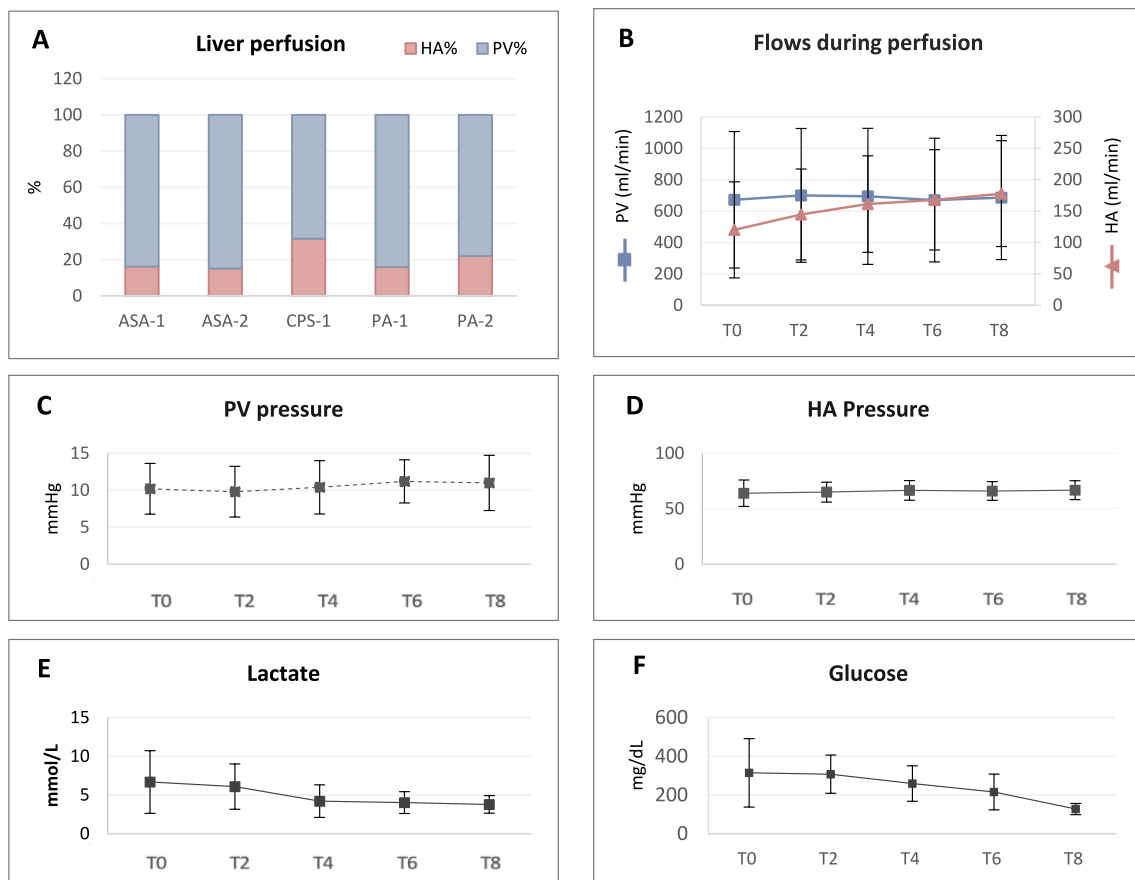 A
Liver perfusion
HA% PV%
120
100
80
60
40
20
0
%
ASA-1 ASA-2 CPS-1 PA-1 PA-2
B
Flows during perfusion
1200
1000
800
600
400
200
0
PV (ml/min)
300
250
200
150
100
50
0
HA (ml/min)
T0 T2 T4 T6 T8
C
PV pressure
15
10
5
0
mmHg
T0 T2 T4 T6 T8
D
HA Pressure
100
50
0
mmHg
T0 T2 T4 T6 T8
E
Lactate
15
10
5
0
mmol/L
T0 T2 T4 T6 T8
F
Glucose
600
400
200
0
mg/dL
T0 T2 T4 T6 T8